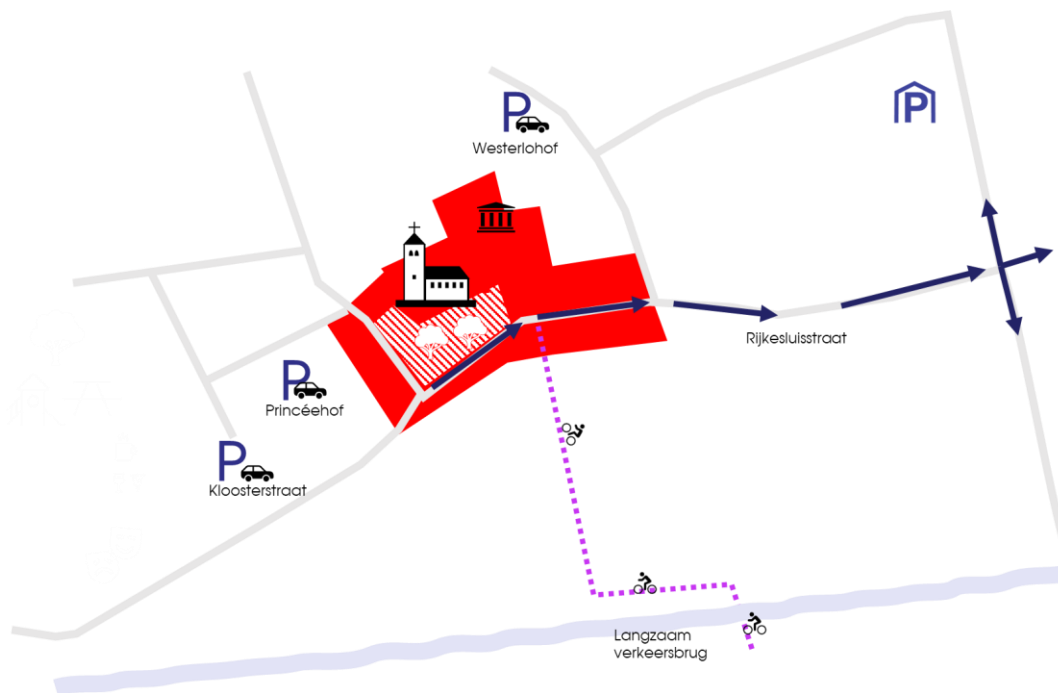 P
Westerlohof
P
Rijkesluisstraat
P
Princéehof
P
Kloosterstraat
Langzaam
verkeersbrug